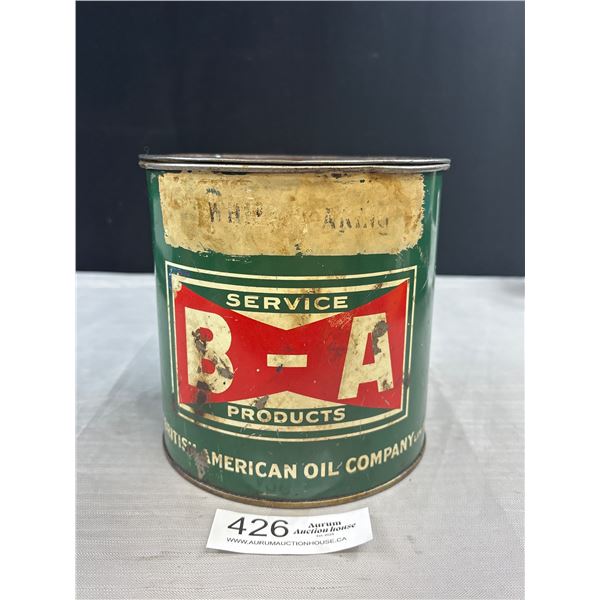 SERVICE
B-A
PRODUCTS
AMERICAN OIL COMPANY
426 Aurum
Auction house
WWW.AURUMAUCTIONHOUSE.CA